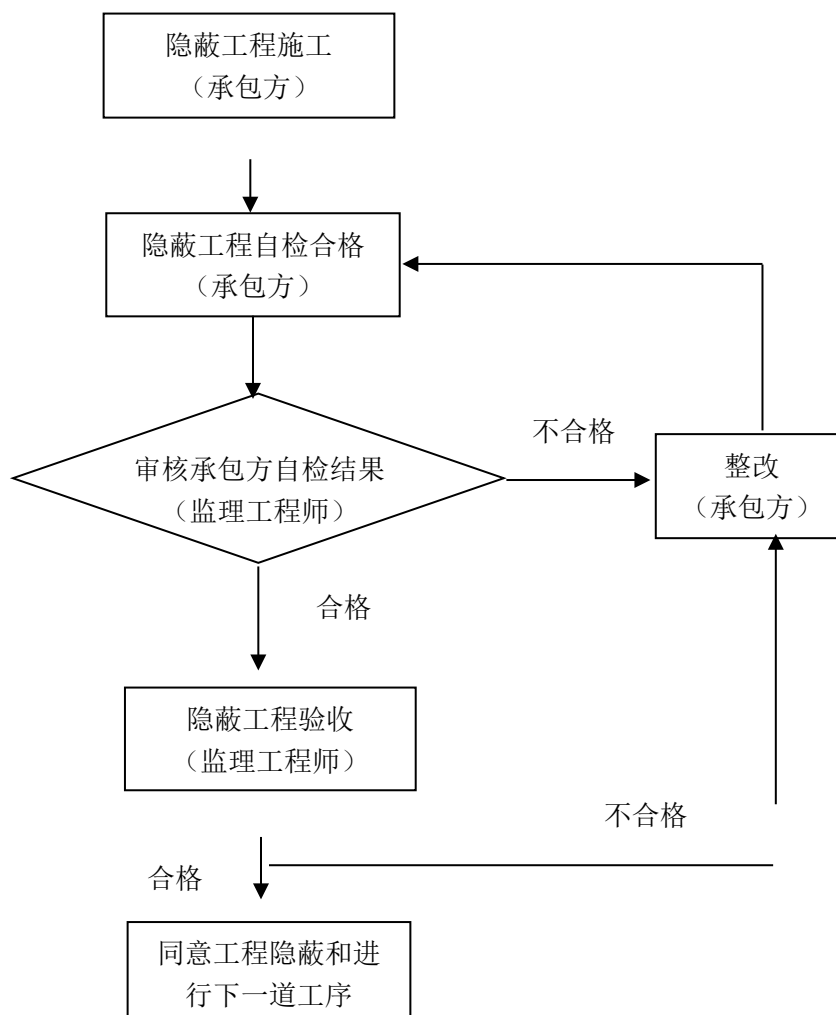 隐蔽工程施工
（承包方）
隐蔽工程自检合格
（承包方）
不合格
审核承包方自检结果
（监理工程师）
整改
（承包方）
合格
隐蔽工程验收
（监理工程师）
不合格
合格
同意工程隐蔽和进
行下一道工序